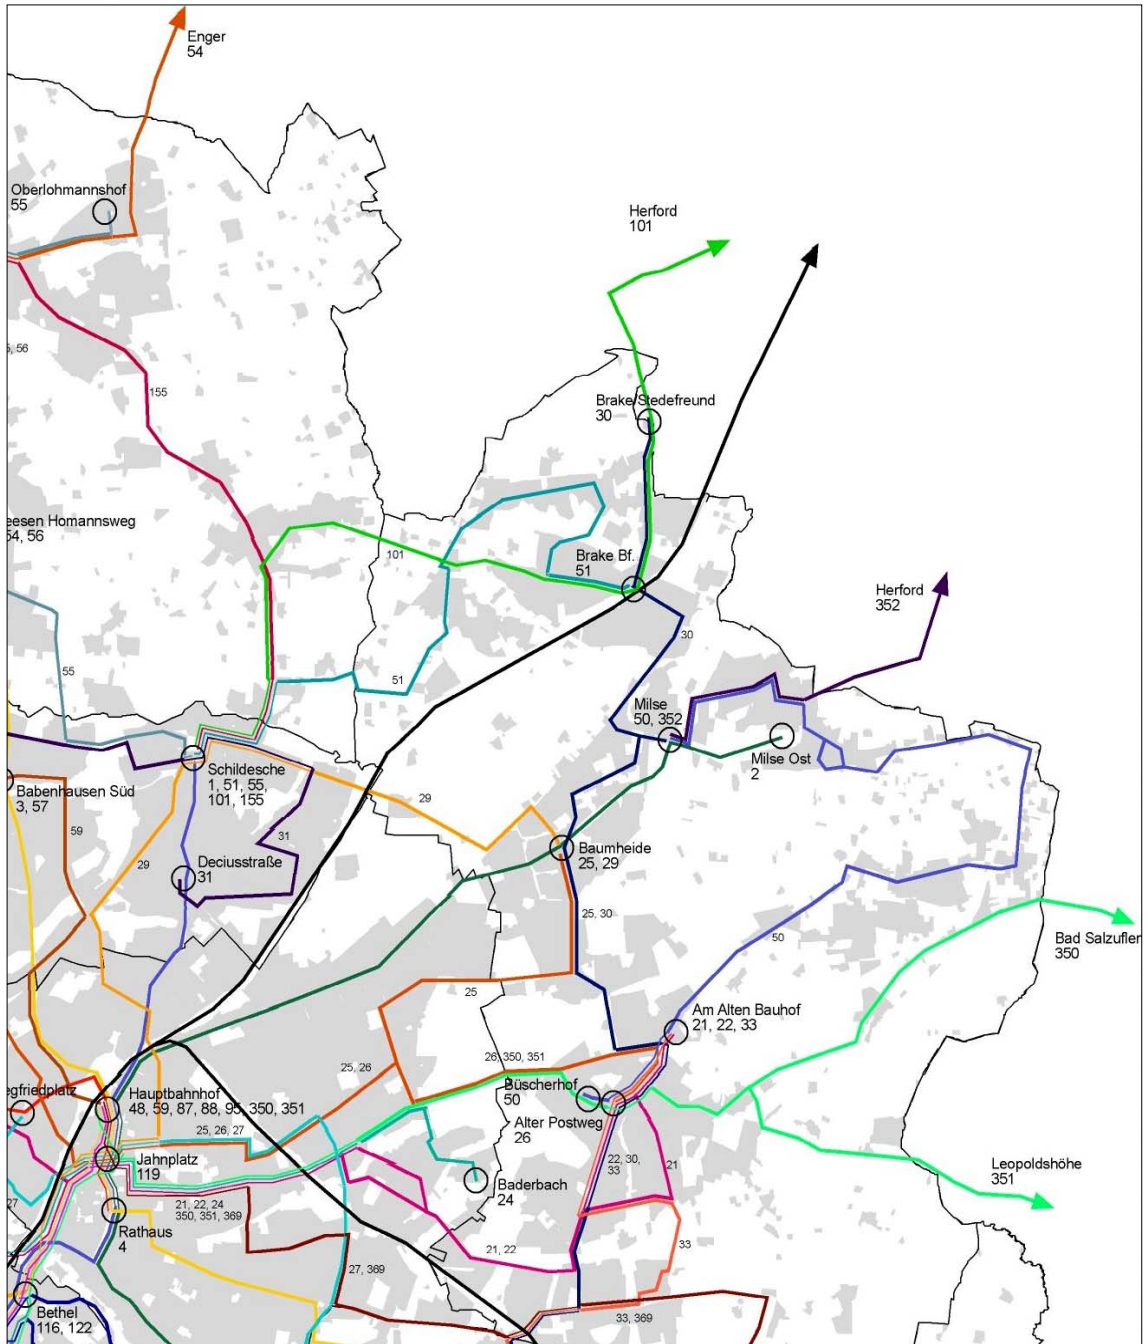 Enger
54
Oberlohmannshof
55
Herford
101
5, 56
155
Brake/Stedefreund
30
eesen Homannsweg
54, 56
101
Brake Bf.
51
Herford
352
30
55
51
Milse
50, 352
Milse Ost
2
Schildesche
1, 51, 55,
101, 155
Babenhausen Süd
3, 57
29
59
31
Baumheide
25, 29
29
Deciusstraße
31
25, 30
50
Bad Salzufler
350
25
Am Alten Bauhof
21, 22, 33
26, 350, 351
25, 26
egfriedplatz
Hauptbahnhof
48, 59, 87, 88, 95, 350, 351
Büscherhof
50
Alter Postweg
26
25, 26, 27
22, 30,
33
21
Jahnplatz
119
Leopoldshöhe
351
Baderbach
24
27
21, 22, 24
350, 351, 369
Rathaus
4
21, 22
33
27, 369
Bethel
116, 122
33, 369